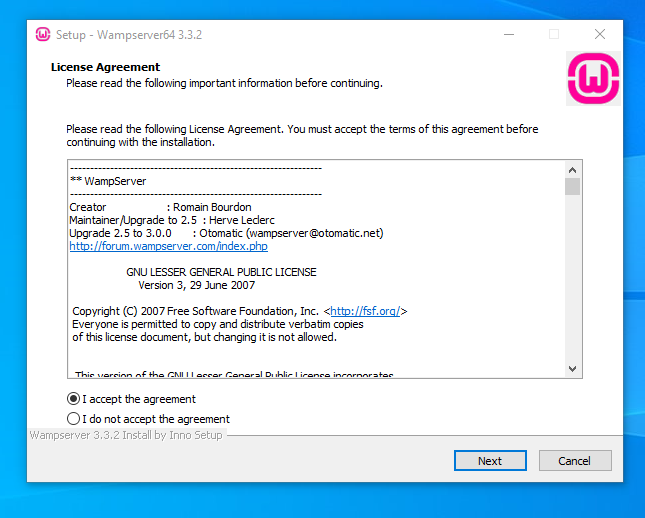 Setup - Wampserver64 3.3.2
License Agreement
Please read the following important information before continuing.
Please read the following License Agreement. You must accept the terms of this agreement before
continuing with the installation.
---------------------------------------------------------------
** WampServer
---------------------------------------------------------------
Creator : Romain Bourdon
Maintainer/Upgrade to 2.5 : Herve Leclerc
Upgrade 2.5 to 3.0.0 : Otomatic (wampserver@otomatic.net)
http://forum.wampserver.com/index.php
GNU LESSER GENERAL PUBLIC LICENSE
Version 3, 29 June 2007
Copyright (C) 2007 Free Software Foundation, Inc. <http://fsf.org/>
Everyone is permitted to copy and distribute verbatim copies
of this license document, but changing it is not allowed.
This version of the GNU Lesser General Public License incorporates
I accept the agreement
I do not accept the agreement
Wampserver 3.3.2 Install by Inno Setup
Next
Cancel